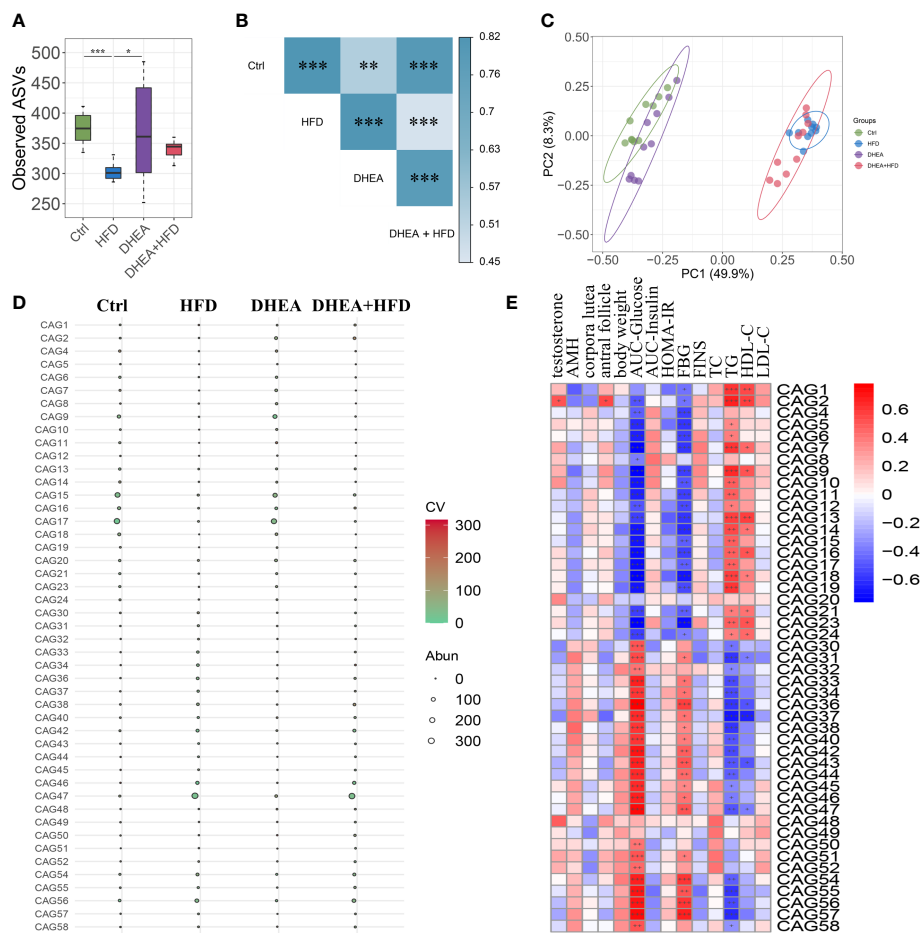 A
Observed ASVs
500
450
400
350
300
250
***
*
Ctrl
HFD
DHEA
DHEA+HFD
B
Ctrl
HFD
DHEA
DHEA + HFD
*** ** ***
*** ***
***
0.82
0.76
0.7
0.63
0.57
0.51
0.45
C
PC2 (8.3%)
0.50
0.25
0.00
−0.25
−0.50
−0.50 −0.25 0.00 0.25 0.50
PC1 (49.9%)
Groups
Ctrl
HFD
DHEA
DHEA+HFD
D
Ctrl HFD DHEA DHEA+HFD
CAG1
CAG2
CAG4
CAG5
CAG6
CAG7
CAG8
CAG9
CAG10
CAG11
CAG12
CAG13
CAG14
CAG15
CAG16
CAG17
CAG18
CAG19
CAG20
CAG21
CAG23
CAG24
CAG30
CAG31
CAG32
CAG33
CAG34
CAG36
CAG37
CAG38
CAG40
CAG42
CAG43
CAG44
CAG45
CAG46
CAG47
CAG48
CAG49
CAG50
CAG51
CAG52
CAG54
CAG55
CAG56
CAG57
CAG58
CV
300
200
100
0
Abun
0
100
200
300
E
testosterone
AMH
corpora lutea
antral follicle
body weight
AUC-Glucose
AUC-Insulin
HOMA-IR
FBG
FINS
TC
TG
HDL-C
LDL-C
CAG1
CAG2
CAG4
CAG5
CAG6
CAG7
CAG8
CAG9
CAG10
CAG11
CAG12
CAG13
CAG14
CAG15
CAG16
CAG17
CAG18
CAG19
CAG20
CAG21
CAG23
CAG24
CAG30
CAG31
CAG32
CAG33
CAG34
CAG36
CAG37
CAG38
CAG40
CAG42
CAG43
CAG44
CAG45
CAG46
CAG47
CAG48
CAG49
CAG50
CAG51
CAG52
CAG54
CAG55
CAG56
CAG57
CAG58
0.6
0.4
0.2
0
−0.2
−0.4
−0.6